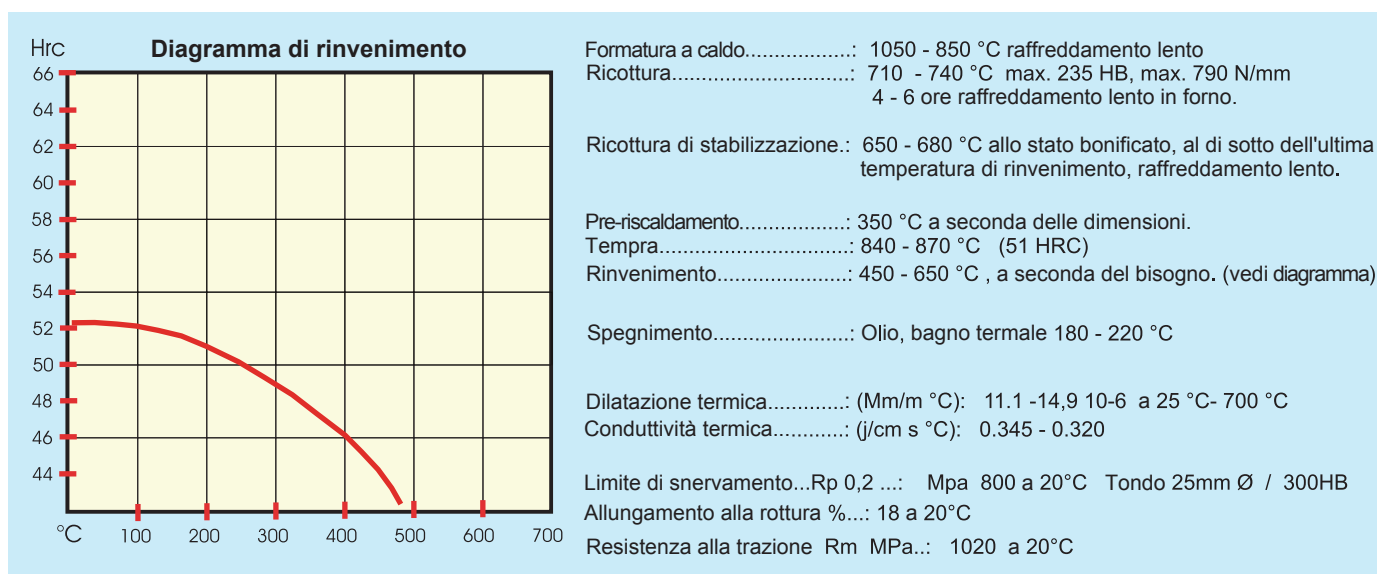 Hrc
Diagramma di rinvenimento
66
64
62
60
58
56
54
52
50
48
46
44
°C 100 200 300 400 500 600 700
Formatura a caldo..................: 1050 - 850 °C raffreddamento lento
Ricottura..............................: 710 - 740 °C max. 235 HB, max. 790 N/mm
4 - 6 ore raffreddamento lento in forno.
Ricottura di stabilizzazione.: 650 - 680 °C allo stato bonificato, al di sotto dell'ultima
temperatura di rinvenimento, raffreddamento lento.
Pre-riscaldamento..................: 350 °C a seconda delle dimensioni.
Tempra................................: 840 - 870 °C (51 HRC)
Rinvenimento.......................: 450 - 650 °C , a seconda del bisogno. (vedi diagramma)
Spegnimento.......................: Olio, bagno termale 180 - 220 °C
Dilatazione termica.............: (Mm/m °C): 11.1 -14,9 10-6 a 25 °C- 700 °C
Conduttività termica............: (j/cm s °C): 0.345 - 0.320
Limite di snervamento...Rp 0,2 ...: Mpa 800 a 20°C Tondo 25mm Ø / 300HB
Allungamento alla rottura %...: 18 a 20°C
Resistenza alla trazione Rm MPa..: 1020 a 20°C